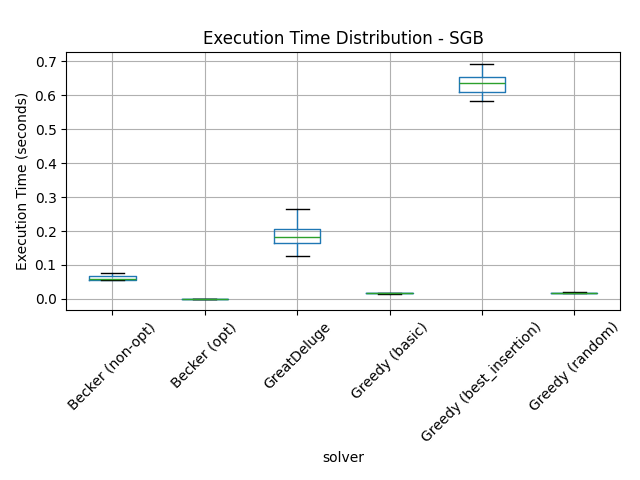 Execution Time Distribution - SGB
Execution Time (seconds)
0.7
0.6
0.5
0.4
0.3
0.2
0.1
0.0
Becker (non-opt)
Becker (opt)
GreatDeluge
Greedy (basic)
Greedy (best_insertion)
Greedy (random)
solver